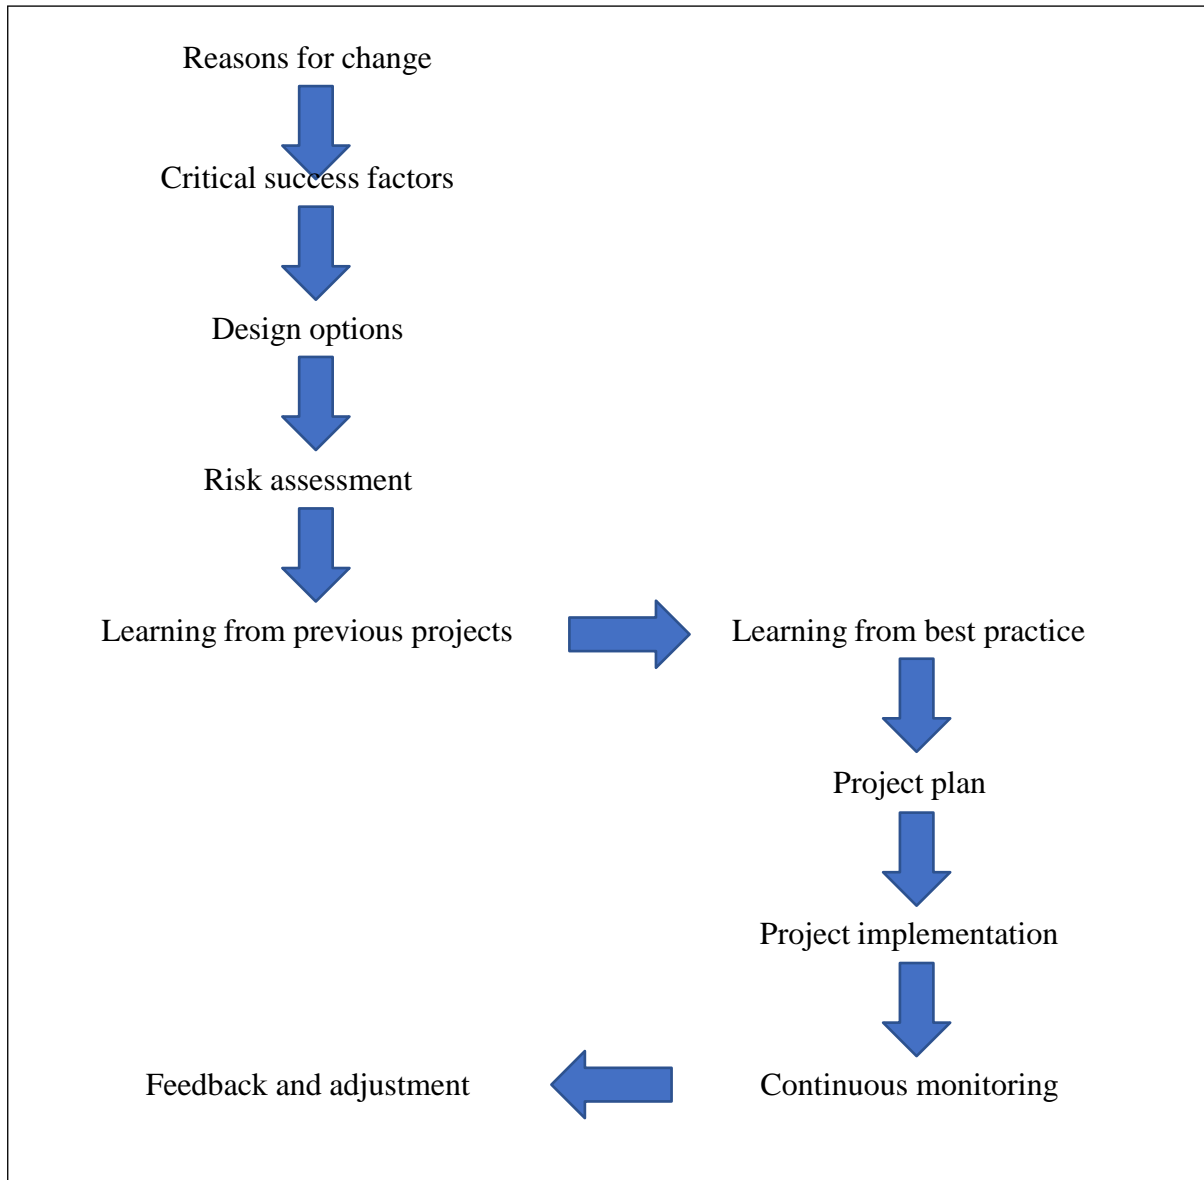 Reasons for change
Critical success factors
Design options
Risk assessment
Learning from previous projects
Learning from best practice
Project plan
Project implementation
Continuous monitoring
Feedback and adjustment